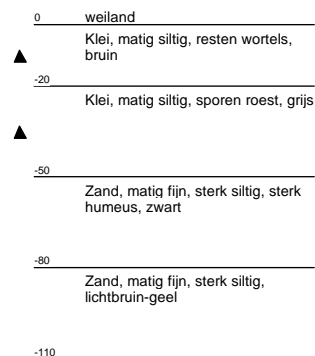 0 weiland
Klei, matig siltig, resten wortels,
bruin
-20
Klei, matig siltig, sporen roest, grijs
-50
Zand, matig fijn, sterk siltig, sterk
humeus, zwart
-80
Zand, matig fijn, sterk siltig,
lichtbruin-geel
-110